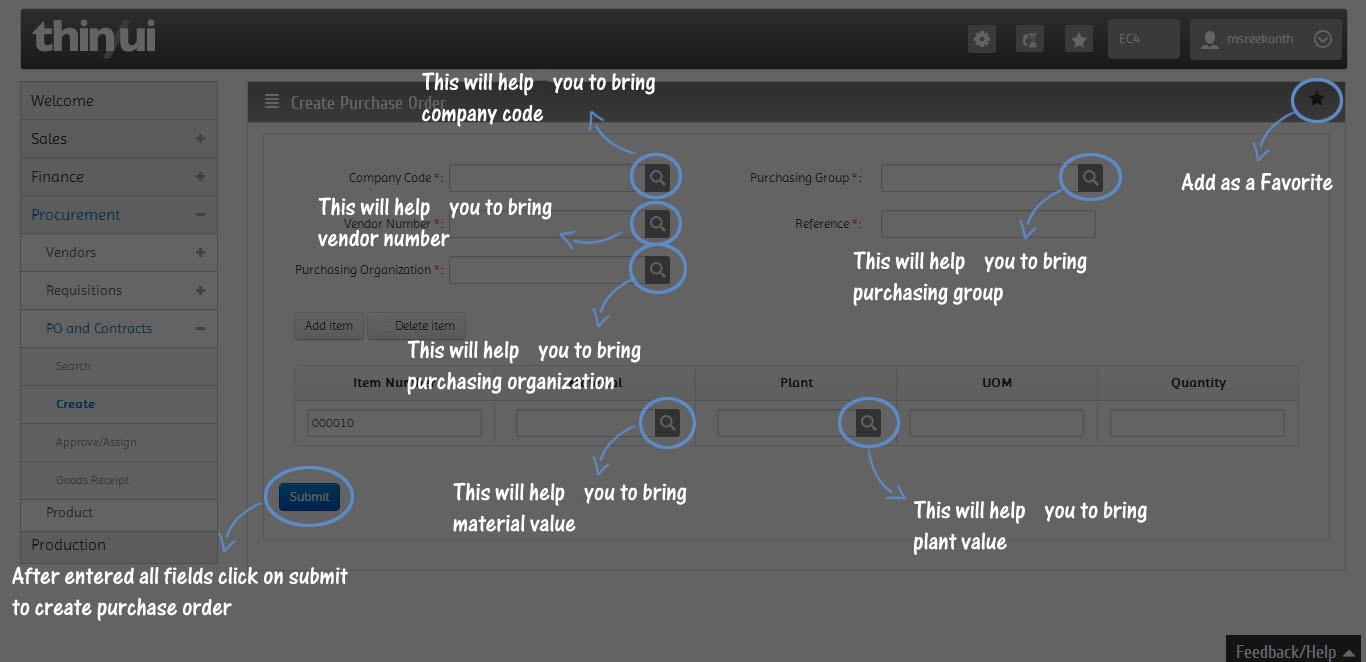 thin/ui
EC4
msreekanth
Welcome
Sales
Finance
Procurement
Vendors
Requisitions
PO and Contracts
Search
Create
Approve/Assign
Goods Receipt
Product
Production
Create Purchase Order
This will help you to bring
company code
Add as a Favorite
Company Code *:
Purchasing Group *:
This will help you to bring
vendor number
Vendor Number *:
Reference *:
This will help you to bring
purchasing group
Purchasing Organization *:
Add item
Delete item
This will help you to bring
purchasing organization
Item Number
Plant
UOM
Quantity
000010
This will help you to bring
material value
This will help you to bring
plant value
Submit
After entered all fields click on submit
to create purchase order
Feedback/Help